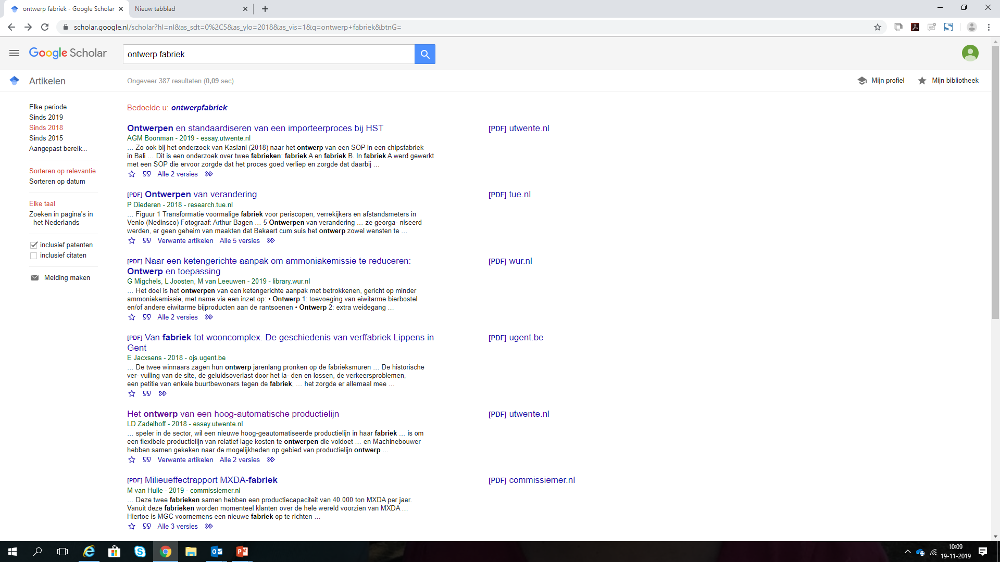 ontwerp fabriek - Google Scholar
Nieuw tabblad
scholar.google.nl/scholar?hl=nl&as_sdt=0%2C5&as_ylo=2018&as_vis=1&q=ontwerp+fabriek&btnG=
Google Scholar
ontwerp fabriek
Artikelen
Ongeveer 387 resultaten (0,09 sec)
Mijn profiel
Mijn bibliotheek
Elke periode
Sinds 2019
Sinds 2018
Sinds 2015
Aangepast bereik...
Sorteren op relevantie
Sorteren op datum
Elke taal
Zoeken in pagina's in
het Nederlands
inclusief patenten
inclusief citaten
Melding maken
Bedoelde u: ontwerpfabriek
Ontwerpen en standaardiseren van een importeerproces bij HST
[PDF] utwente.nl
AGM Boonman - 2019 - essay.utwente.nl
… Zo ook bij het onderzoek van Kasiani (2018) naar het ontwerp van een SOP in een chipsfabriek
in Bali … Dit is een onderzoek over twee fabrieken: fabriek A en fabriek B. In fabriek A werd gewerkt
met een SOP die ervoor zorgde dat het proces goed verliep en zorgde dat daarbij …
Alle 2 versies
[PDF] Ontwerpen van verandering
[PDF] tue.nl
P Diederen - 2018 - research.tue.nl
… Figuur 1 Transformatie voormalige fabriek voor periscopen, verrekijkers en afstandsmeters in
Venlo (Nedinsco) Fotograaf: Arthur Bagen … 5 Ontwerpen van verandering … ze georga- niseerd
werden, er geen geheim van maakten dat Bekaert cum suis het ontwerp zowel wensten te …
Verwante artikelen Alle 5 versies
[PDF] Naar een ketengerichte aanpak om ammoniakemissie te reduceren:
Ontwerp en toepassing
[PDF] wur.nl
G Migchels, L Joosten, M van Leeuwen - 2019 - library.wur.nl
… Het doel is het ontwerpen van een ketengerichte aanpak met betrokkenen, gericht op minder
ammoniakemissie, met name via een inzet op: • Ontwerp 1: toevoeging van eiwitarme bierbostel
en/of andere eiwitarme bijproducten aan de rantsoenen • Ontwerp 2: extra weidegang …
Alle 2 versies
[PDF] Van fabriek tot wooncomplex. De geschiedenis van verffabriek Lippens in
Gent
[PDF] ugent.be
E Jacxsens - 2018 - ojs.ugent.be
… De twee winnaars zagen hun ontwerp jarenlang pronken op de fabrieksmuren … De historische
ver- vuiling van de site, de geluidsoverlast door het la- den en lossen, de verkeersproblemen,
een petitie van enkele buurtbewoners tegen de fabriek, … het zorgde er allemaal mee …
Het ontwerp van een hoog-automatische productielijn
[PDF] utwente.nl
LD Zadelhoff - 2018 - essay.utwente.nl
… speler in de sector, wil een nieuwe hoog-geautomatiseerde productielijn in haar fabriek … is om
een flexibele productielijn van relatief lage kosten te ontwerpen die voldoet … en Machinebouwer
hebben samen gekeken naar de mogelijkheden op gebied van productielijn ontwerp …
Verwante artikelen Alle 2 versies
[PDF] Milieueffectrapport MXDA-fabriek
[PDF] commissiemer.nl
M van Hulle - 2019 - commissiemer.nl
… Deze twee fabrieken samen hebben een productiecapaciteit van 40.000 ton MXDA per jaar.
Vanuit deze fabrieken worden momenteel klanten over de hele wereld voorzien van MXDA …
Hiertoe is MGC voornemens een nieuwe fabriek op te richten …
Alle 3 versies
10:09
19-11-2019